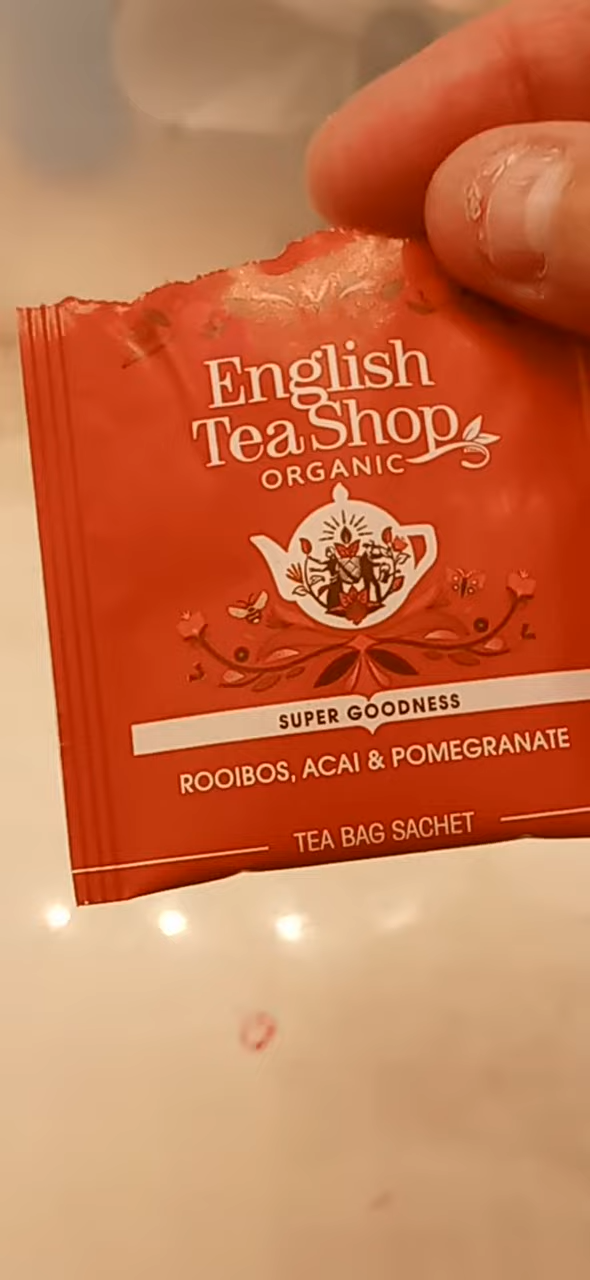 English
Tea Shop
ORGANIC
SUPER GOODNESS
ROOIBOS, ACAI & POMEGRANATE
TEA BAG SACHET